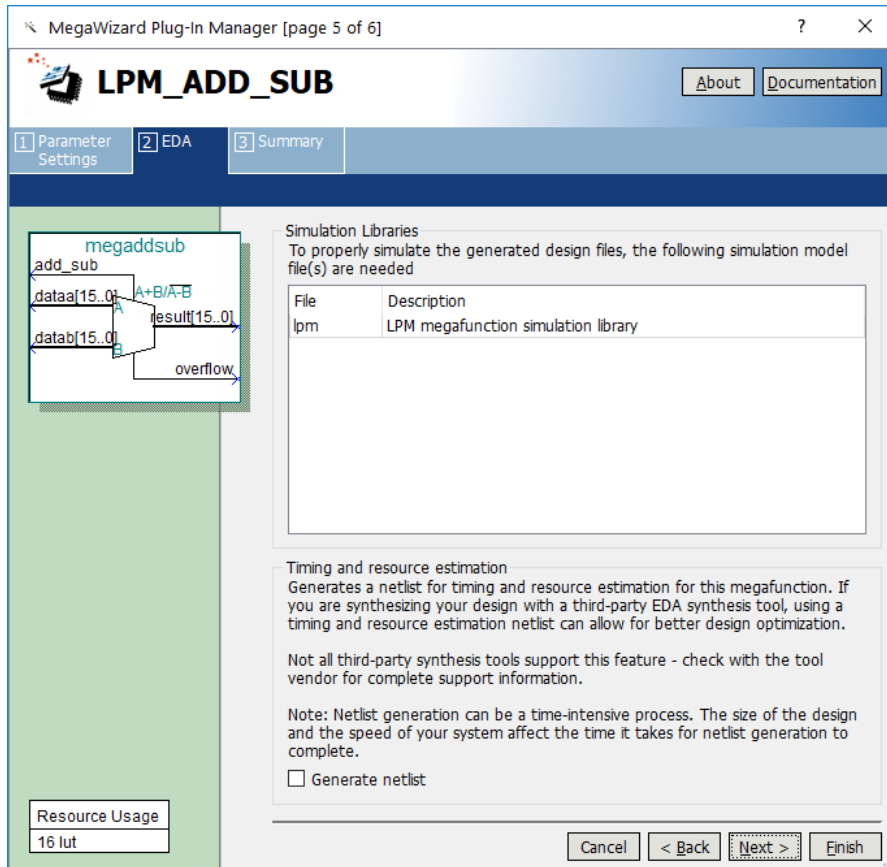 MegaWizard Plug-In Manager [page 5 of 6]
?
LPM_ADD_SUB
About
Documentation
1 Parameter
Settings
2 EDA
3 Summary
megaddsub
add_sub
dataa[15..0]
A+B/A-B
A
result[15..0]
datab[15..0]
B
overflow
Simulation Libraries
To properly simulate the generated design files, the following simulation model
file(s) are needed
File Description
lpm LPM megafunction simulation library
Timing and resource estimation
Generates a netlist for timing and resource estimation for this megafunction. If
you are synthesizing your design with a third-party EDA synthesis tool, using a
timing and resource estimation netlist can allow for better design optimization.
Not all third-party synthesis tools support this feature - check with the tool
vendor for complete support information.
Note: Netlist generation can be a time-intensive process. The size of the design
and the speed of your system affect the time it takes for netlist generation to
complete.
Generate netlist
Resource Usage
16 lut
Cancel
< Back
Next >
Finish